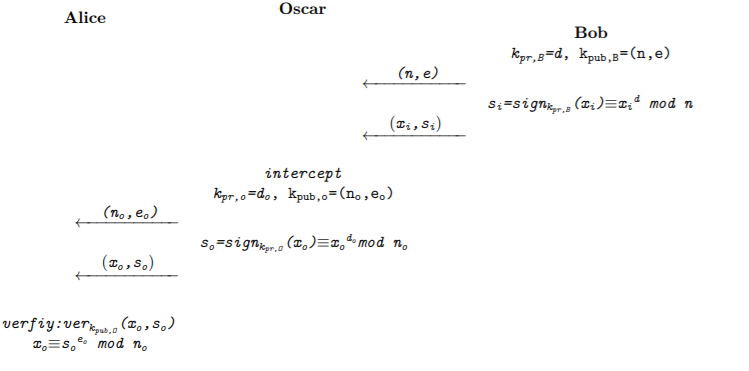 Alice
Oscar
Bob
k_{pr,B}=d, k_{pub,B}=(n,e)
(n,e)
s_i=sign_{k_{pr,B}}(x_i)≡x_i^d mod n
(x_i,s_i)
intercept
k_{pr,o}=d_o, k_{pub,o}=(n_o,e_o)
(n_o,e_o)
s_o=sign_{k_{pr,O}}(x_o)≡x_o^{d_o}mod n_o
(x_o,s_o)
verfiy:ver_{k_{pub,O}}(x_o,s_o)
x_o≡s_o^{e_o} mod n_o